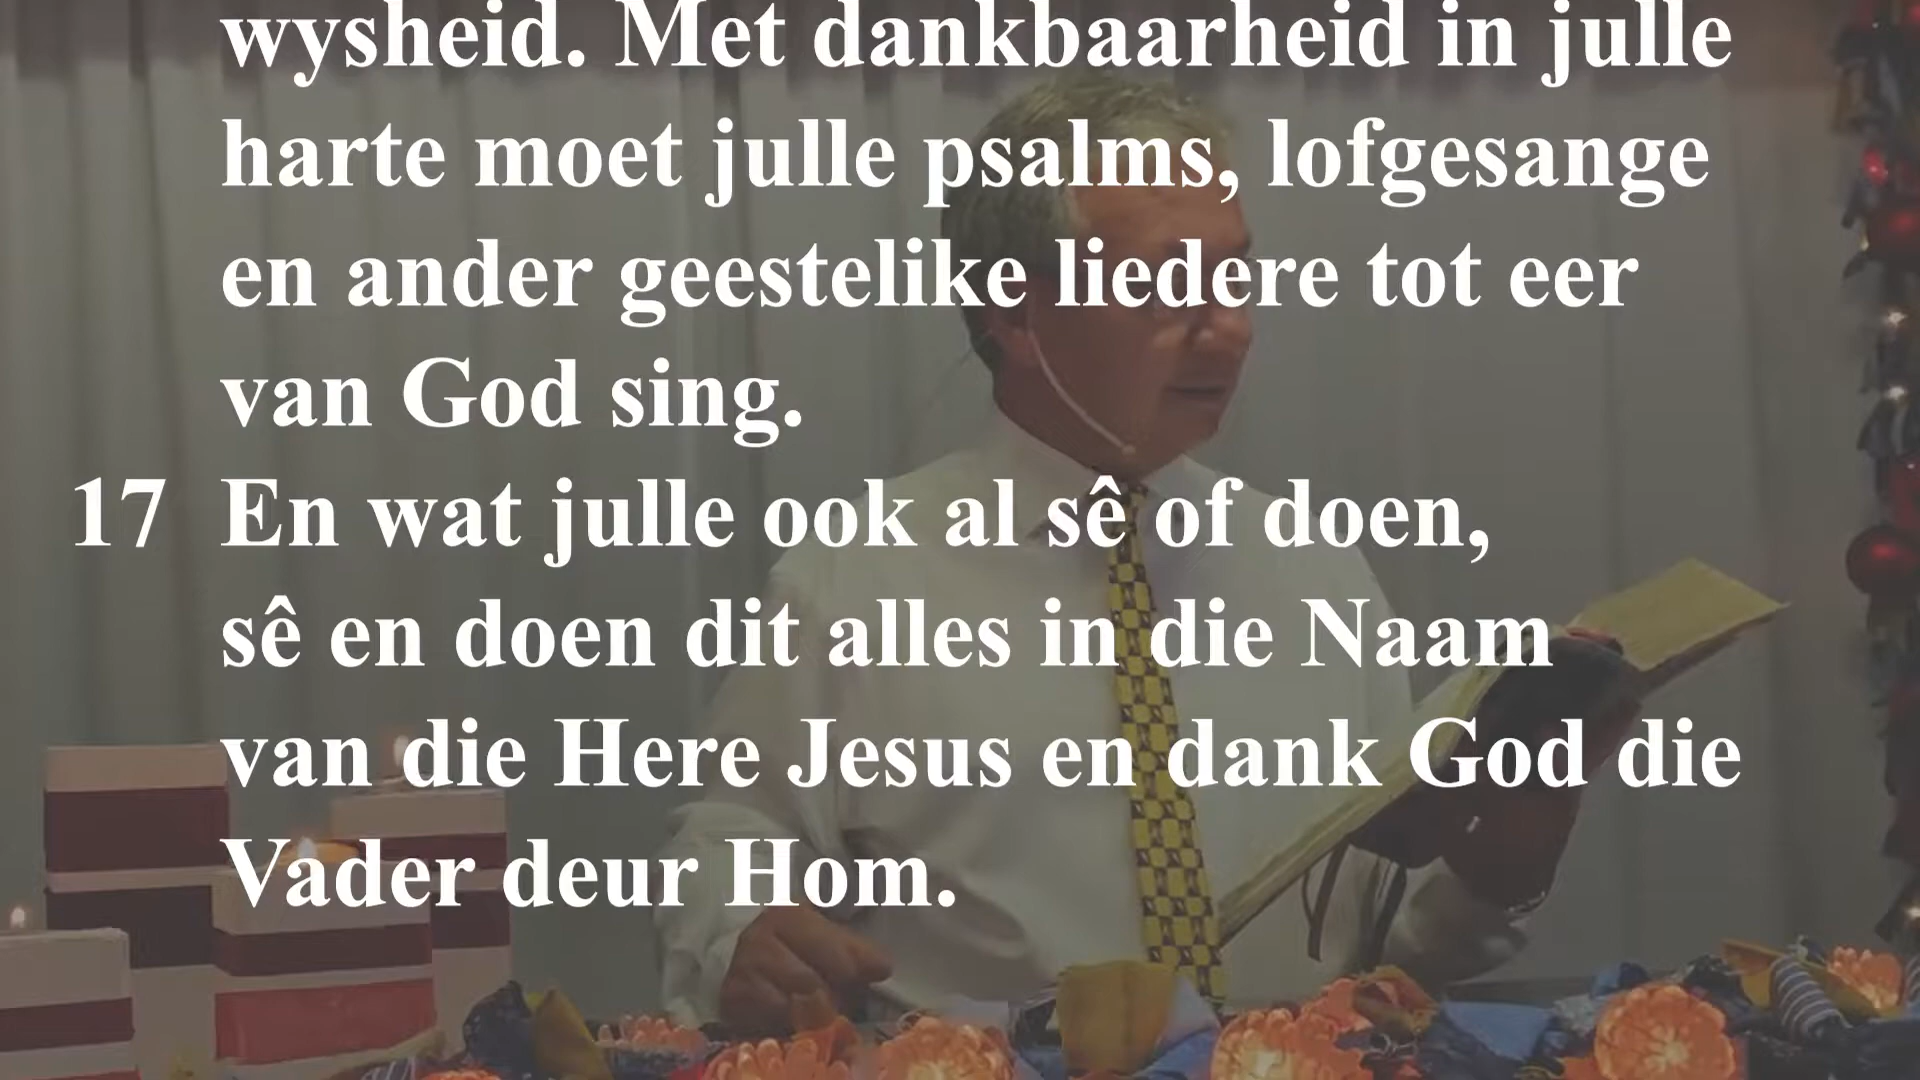 wysheid. Met dankbaarheid in julle
harte moet julle psalms, lofgesange
en ander geestelike liedere tot eer
van God sing.
17 En wat julle ook al sê of doen,
sê en doen dit alles in die Naam
van die Here Jesus en dank God die
Vader deur Hom.